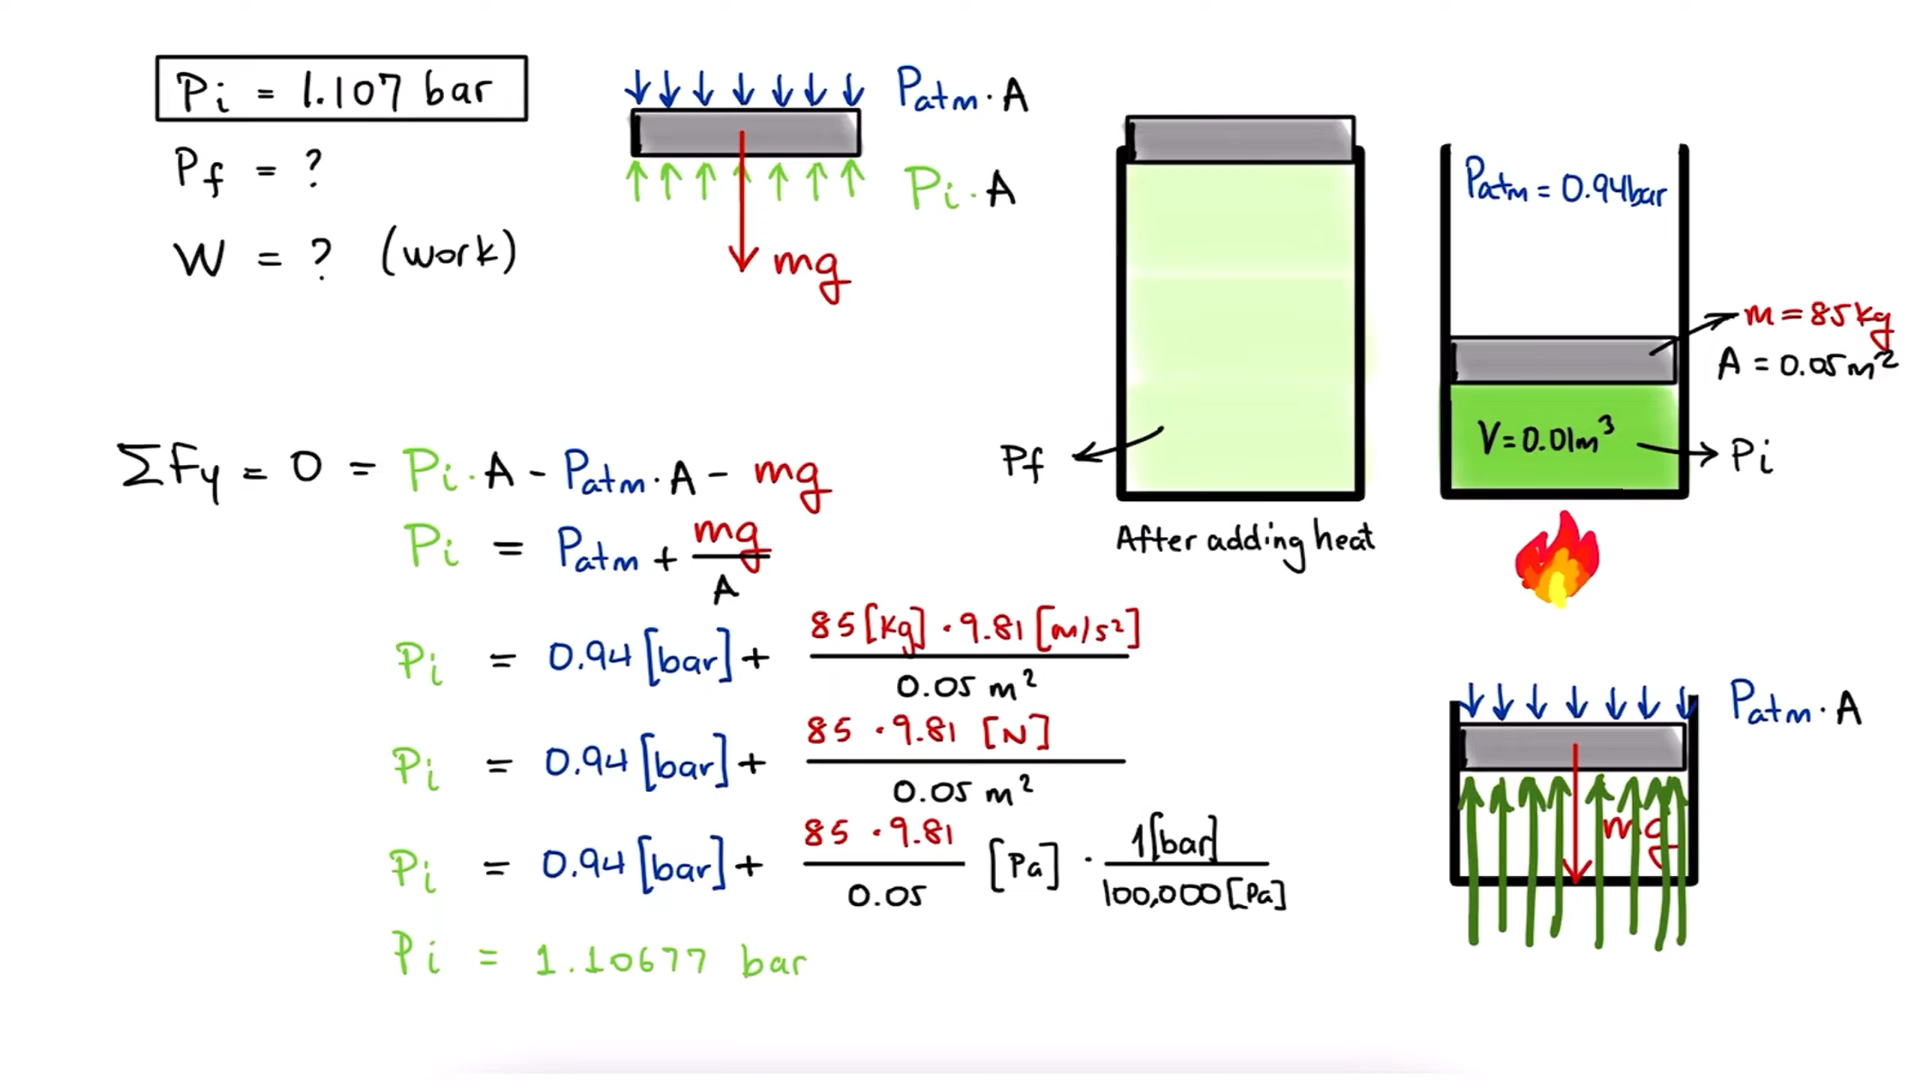 Pi = 1.107 bar
Pf = ?
W = ? (work)
Patm · A
Pi · A
mg
Patm = 0.94bar
m = 85kg
A = 0.05m²
V = 0.01m³
Pi
Pf
After adding heat
ΣFy = 0 = Pi · A - Patm · A - mg
Pi = Patm + mg / A
Pi = 0.94 [bar] + 85 [kg] · 9.81 [m/s²] / 0.05 m²
Pi = 0.94 [bar] + 85 · 9.81 [N] / 0.05 m²
Pi = 0.94 [bar] + 85 · 9.81 / 0.05 [Pa] · 1[bar] / 100,000 [Pa]
Pi = 1.10677 bar
Patm · A
mg